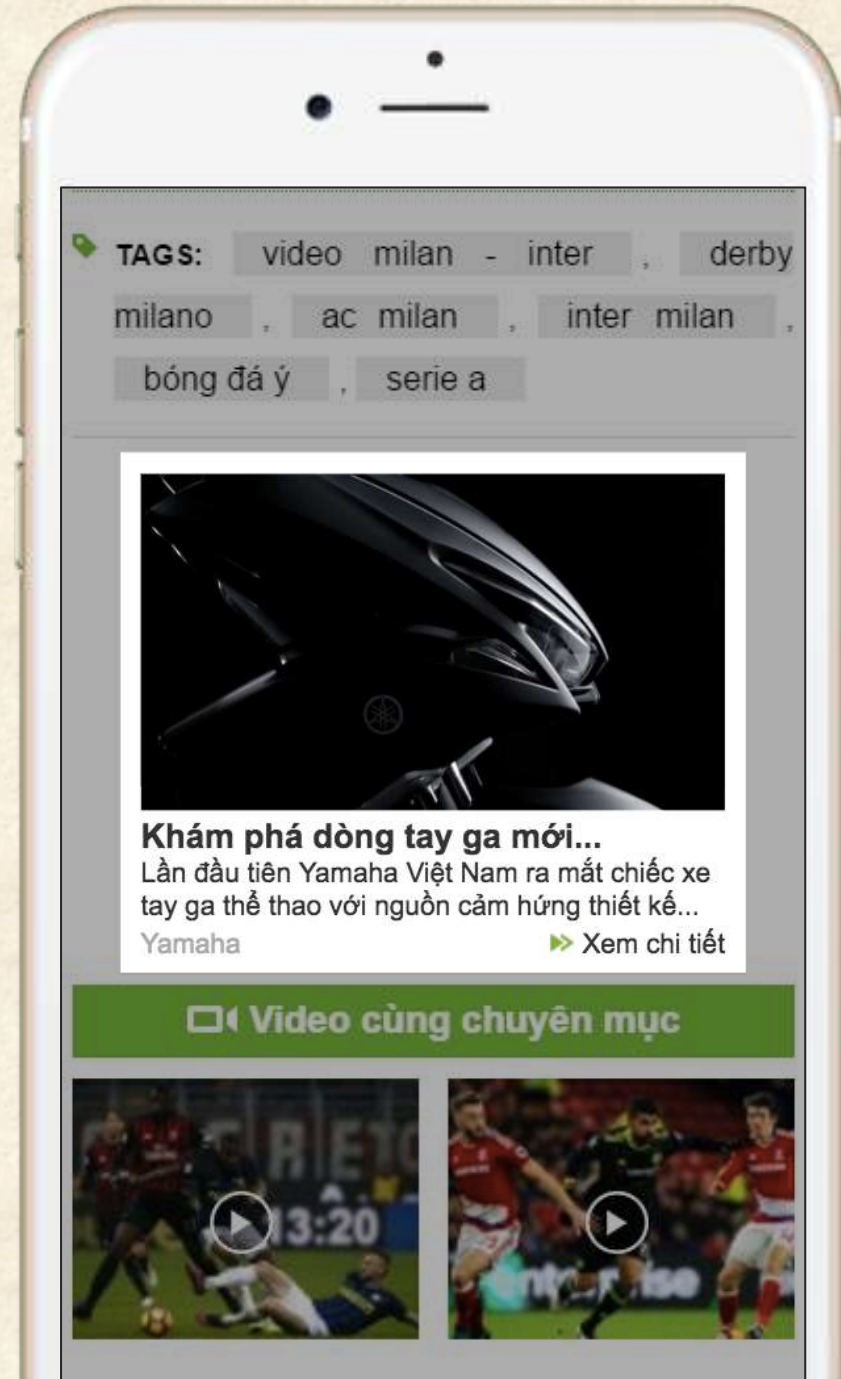 TAGS: video milan - inter , derby
milano , ac milan , inter milan ,
bóng đá ý , serie a
Khám phá dòng tay ga mới...
Lần đầu tiên Yamaha Việt Nam ra mắt chiếc xe
tay ga thể thao với nguồn cảm hứng thiết kế...
Yamaha Xem chi tiết
Video cùng chuyên mục
13:20